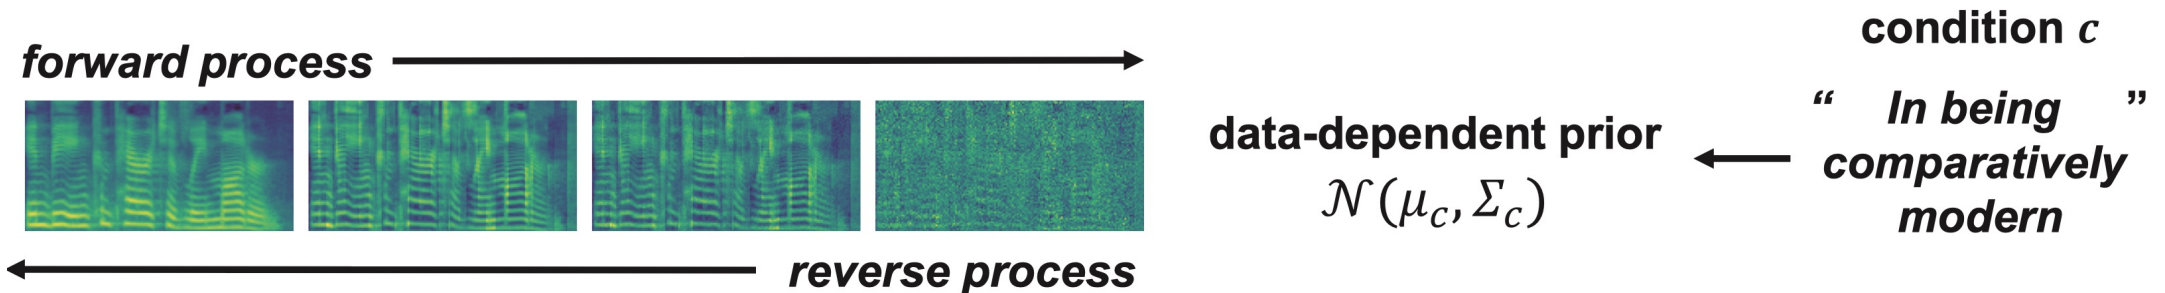 forward process
reverse process
data-dependent prior
𝒩(μ_c, Σ_c)
condition c
“ In being ”
comparatively
modern